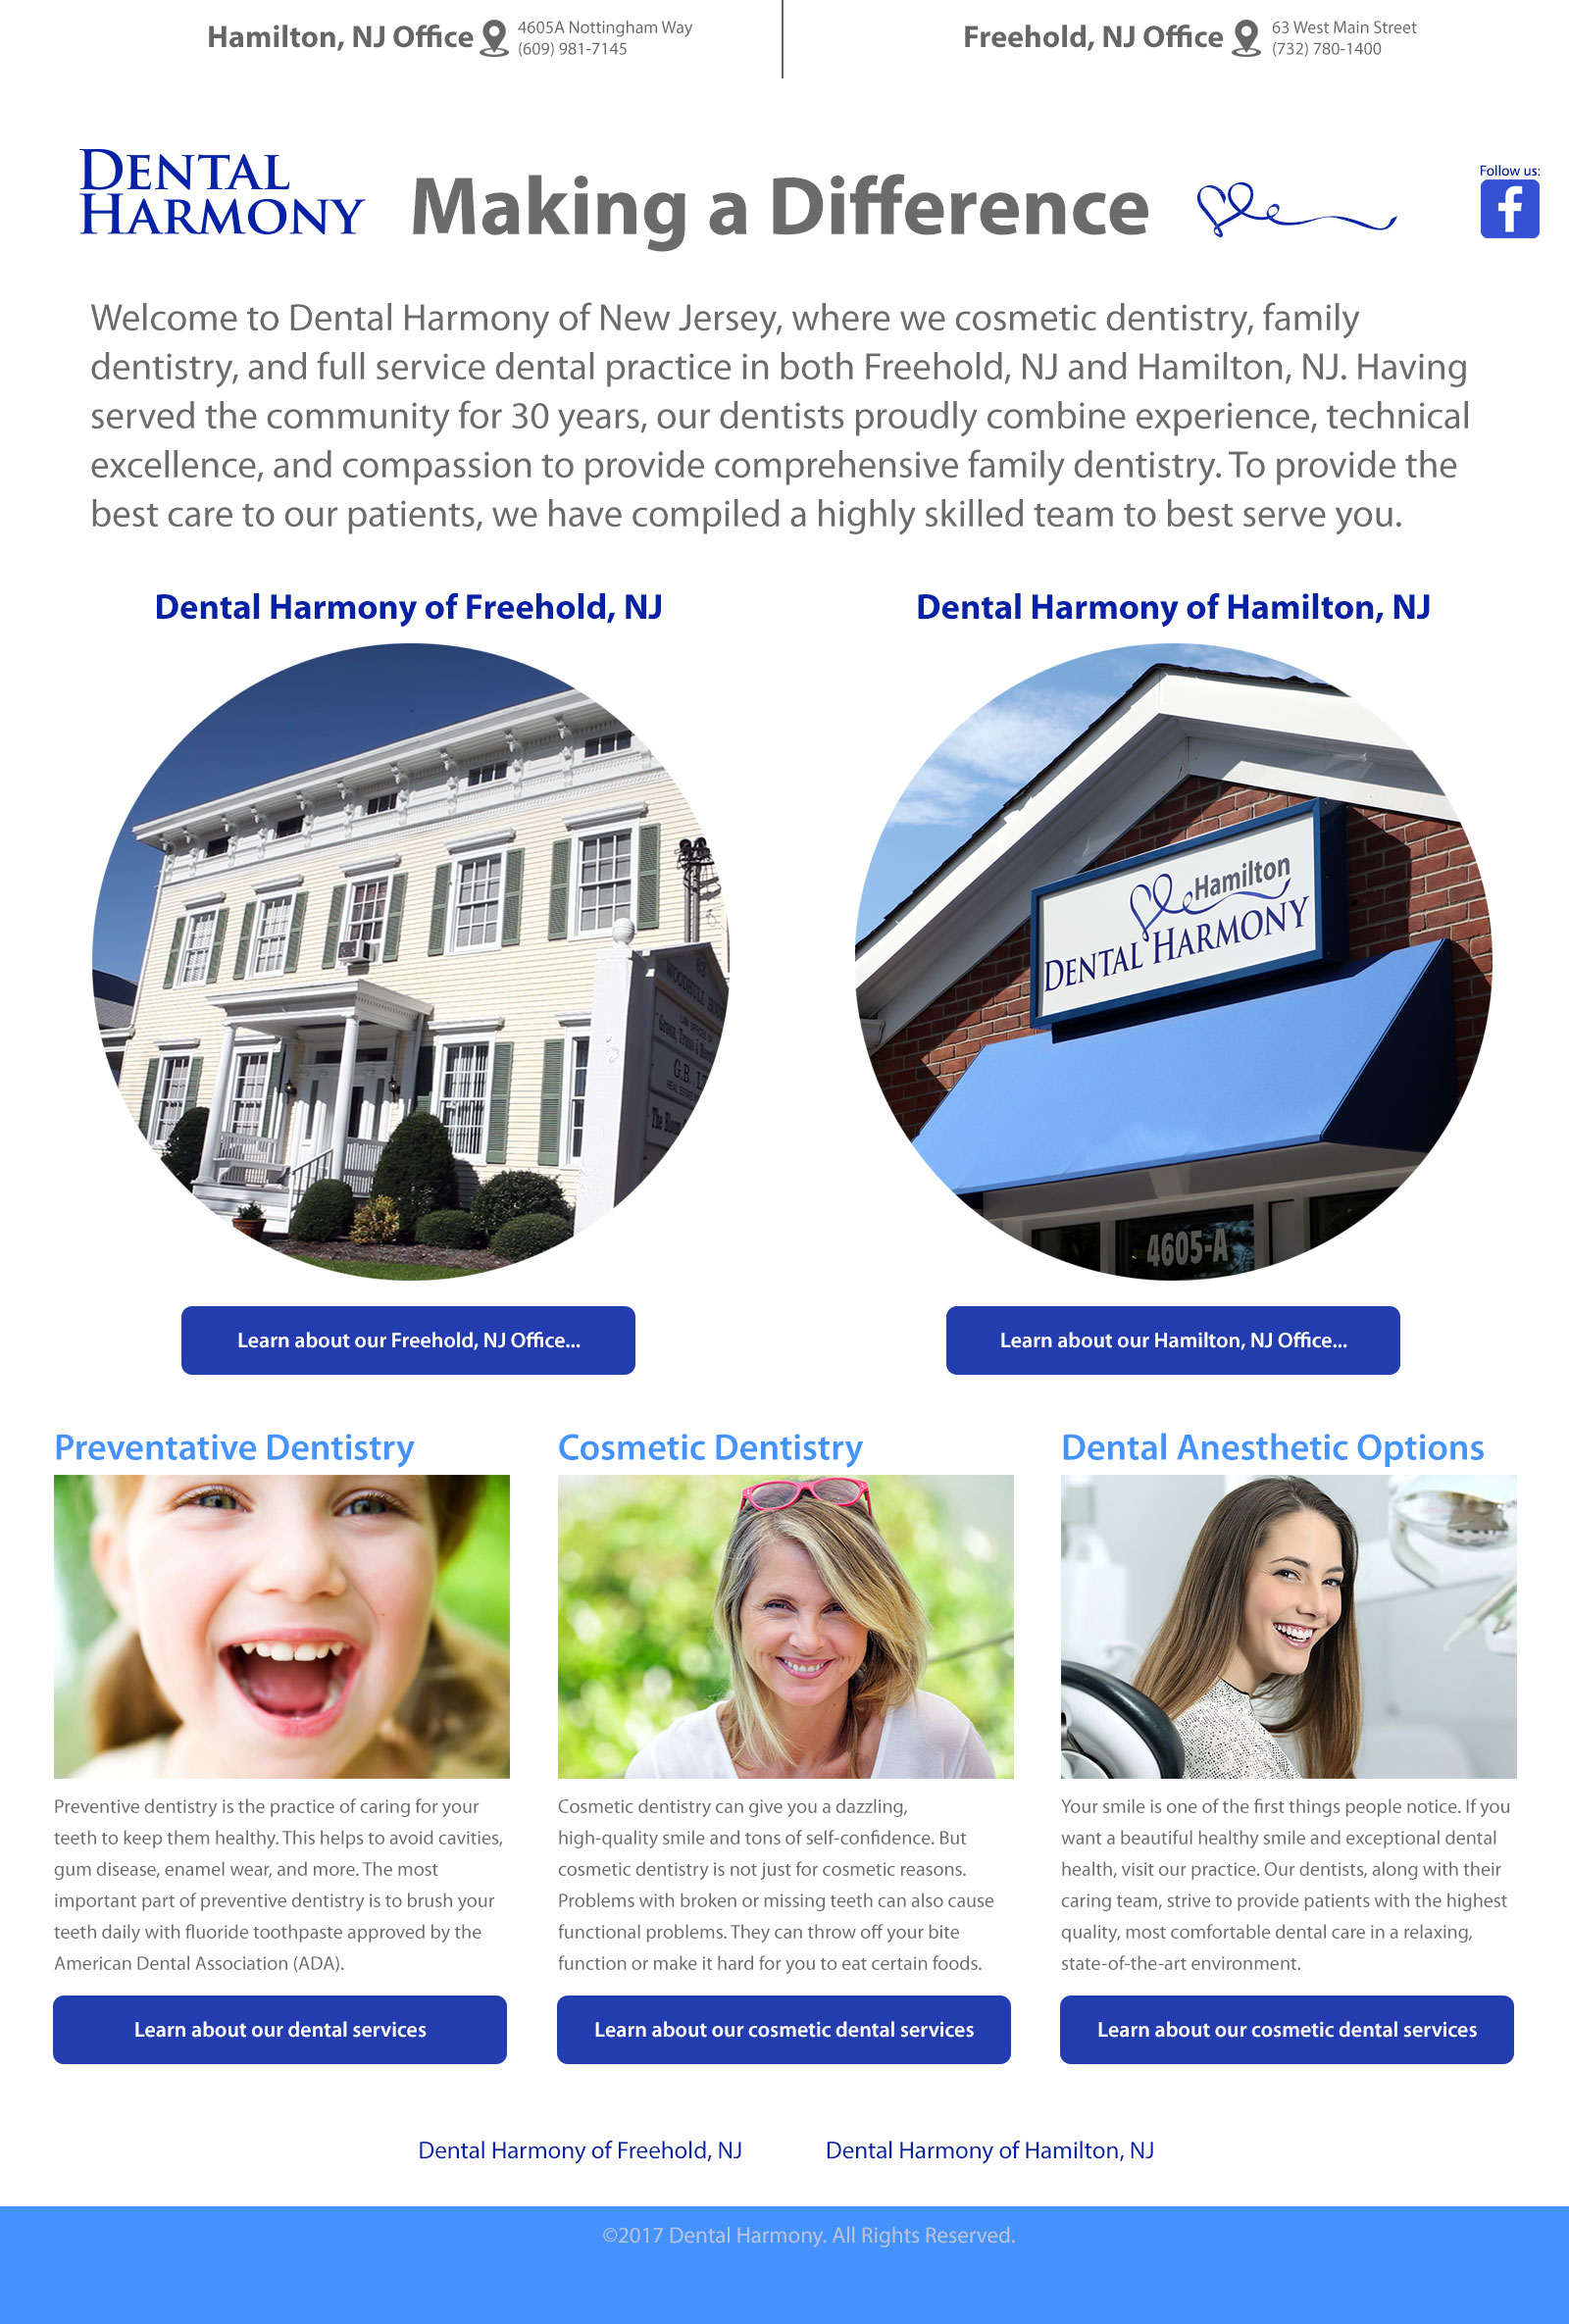 Hamilton, NJ Office
4605A Nottingham Way
(609) 981-7145
Freehold, NJ Office
63 West Main Street
(732) 780-1400
DENTAL
HARMONY
Making a Difference
Follow us:
Welcome to Dental Harmony of New Jersey, where we cosmetic dentistry, family
dentistry, and full service dental practice in both Freehold, NJ and Hamilton, NJ. Having
served the community for 30 years, our dentists proudly combine experience, technical
excellence, and compassion to provide comprehensive family dentistry. To provide the
best care to our patients, we have compiled a highly skilled team to best serve you.
Dental Harmony of Freehold, NJ
63
WOODHULL
LAW OFFICES
G.B.
REAL ESTATE
The
Learn about our Freehold, NJ Office...
Dental Harmony of Hamilton, NJ
Hamilton
DENTAL HARMONY
4605-A
Learn about our Hamilton, NJ Office...
Preventative Dentistry
Preventive dentistry is the practice of caring for your
teeth to keep them healthy. This helps to avoid cavities,
gum disease, enamel wear, and more. The most
important part of preventive dentistry is to brush your
teeth daily with fluoride toothpaste approved by the
American Dental Association (ADA).
Learn about our dental services
Cosmetic Dentistry
Cosmetic dentistry can give you a dazzling,
high-quality smile and tons of self-confidence. But
cosmetic dentistry is not just for cosmetic reasons.
Problems with broken or missing teeth can also cause
functional problems. They can throw off your bite
function or make it hard for you to eat certain foods.
Learn about our cosmetic dental services
Dental Anesthetic Options
Your smile is one of the first things people notice. If you
want a beautiful healthy smile and exceptional dental
health, visit our practice. Our dentists, along with their
caring team, strive to provide patients with the highest
quality, most comfortable dental care in a relaxing,
state-of-the-art environment.
Learn about our cosmetic dental services
Dental Harmony of Freehold, NJ
Dental Harmony of Hamilton, NJ
©2017 Dental Harmony. All Rights Reserved.